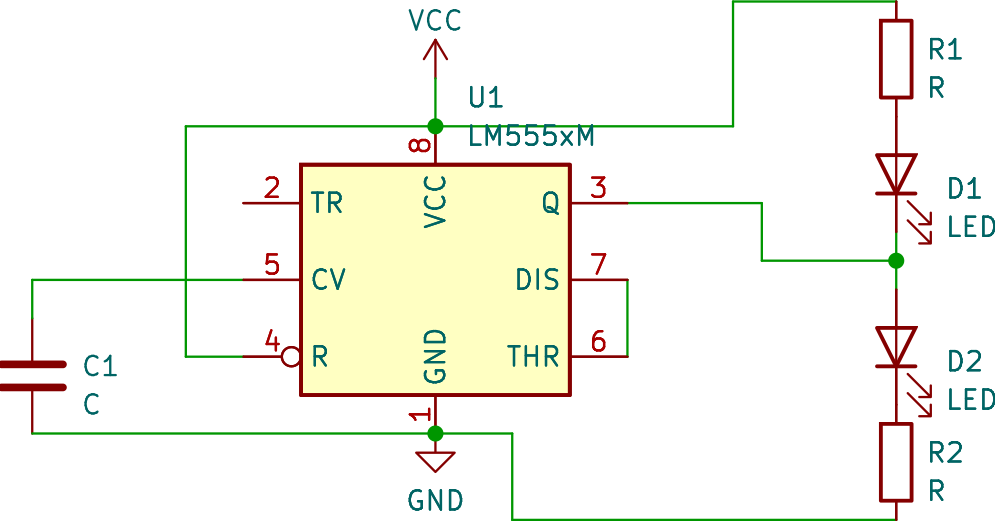 VCC
U1
LM555xM
8
VCC
2
TR
Q
3
5
CV
DIS
7
4
R
THR
6
GND
1
GND
C1
C
R1
R
D1
LED
D2
LED
R2
R